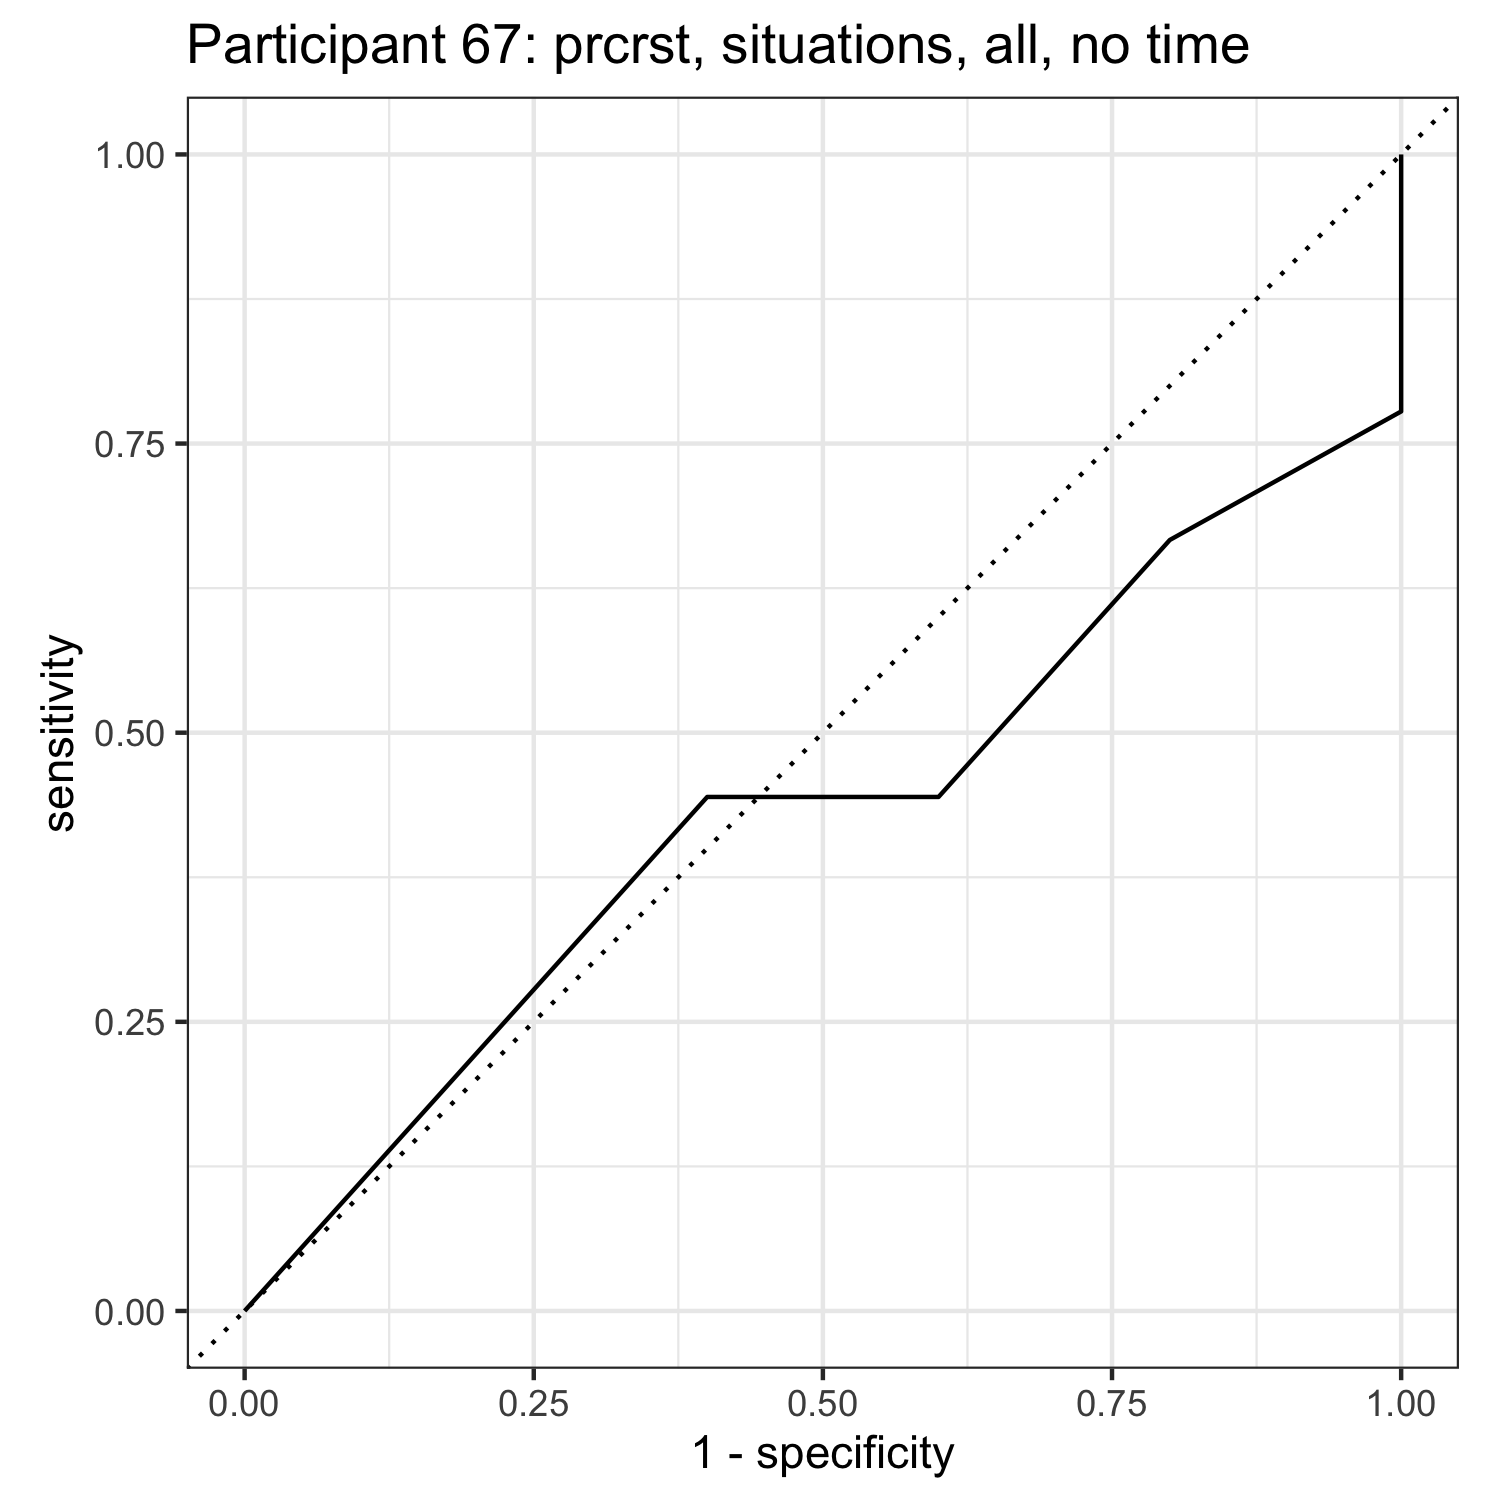 Participant 67: prcrst, situations, all, no time
sensitivity
1.00
0.75
0.50
0.25
0.00
0.00 0.25 0.50 0.75 1.00
1 - specificity